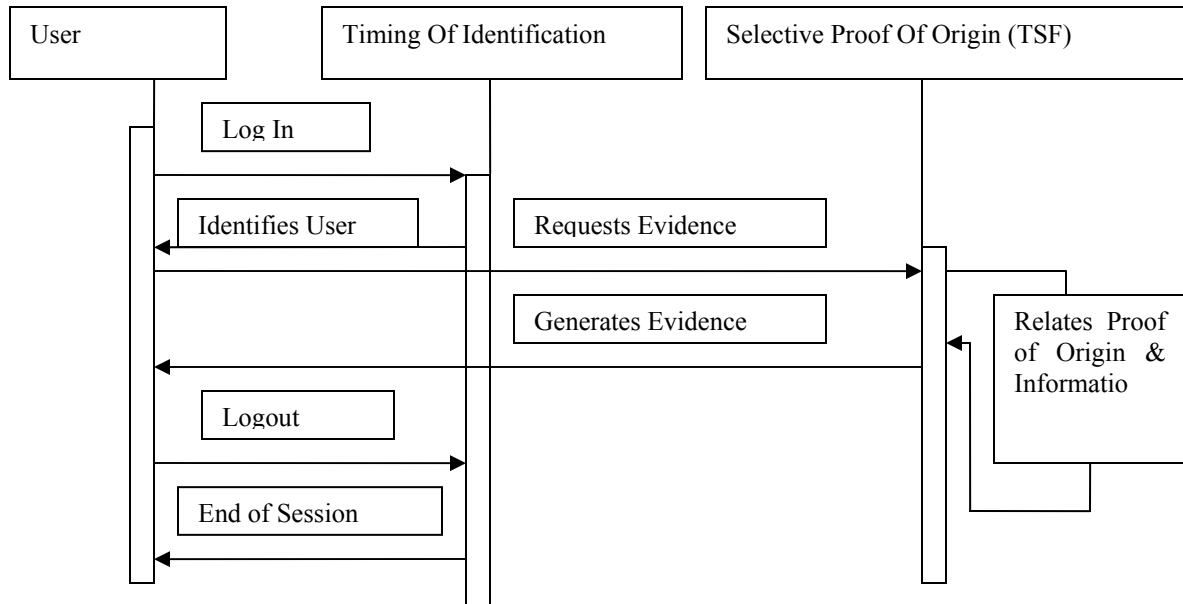 User
Timing Of Identification
Selective Proof Of Origin (TSF)
Log In
Identifies User
Requests Evidence
Generates Evidence
Relates Proof
of Origin &
Informatio
Logout
End of Session